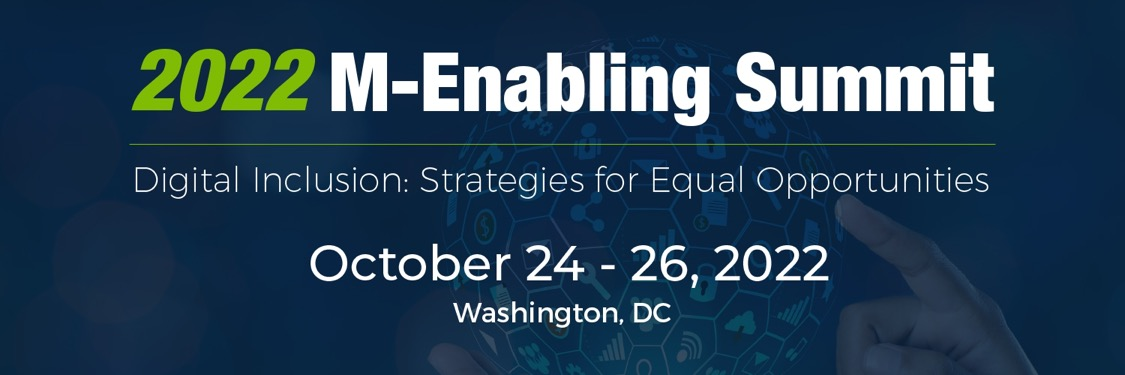 2022 M-Enabling Summit
Digital Inclusion: Strategies for Equal Opportunities
October 24 - 26, 2022
Washington, DC